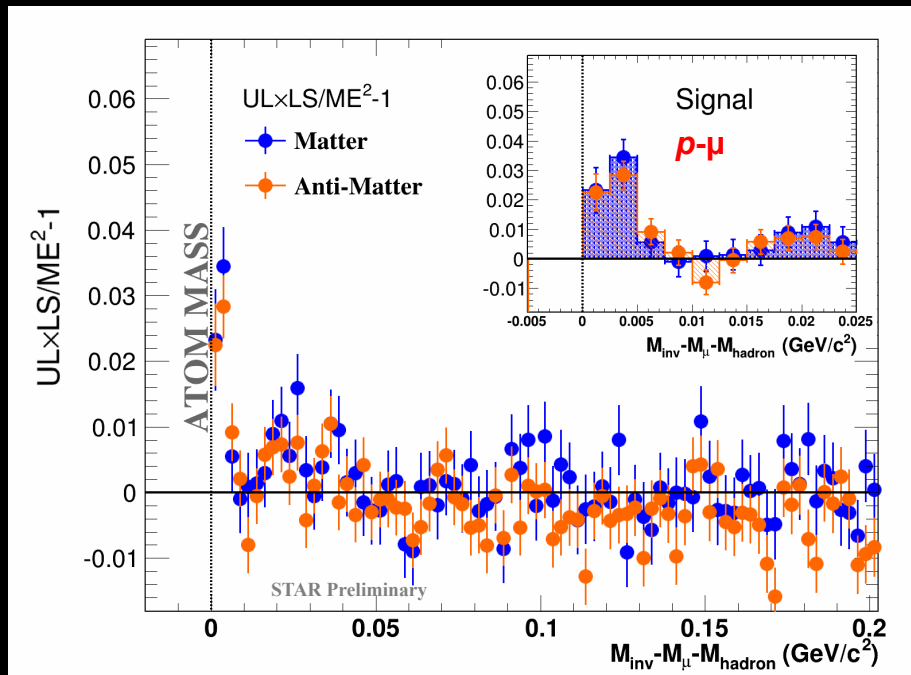 UL×LS/ME²-1
UL×LS/ME²-1
Matter
Anti-Matter
ATOM MASS
STAR Preliminary
0.06
0.05
0.04
0.03
0.02
0.01
0
-0.01
0 0.05 0.1 0.15 0.2
M_inv-M_μ-M_hadron (GeV/c²)
Signal
p-μ
0.06
0.05
0.04
0.03
0.02
0.01
0
-0.01
-0.005 0 0.005 0.01 0.015 0.02 0.025
M_inv-M_μ-M_hadron (GeV/c²)